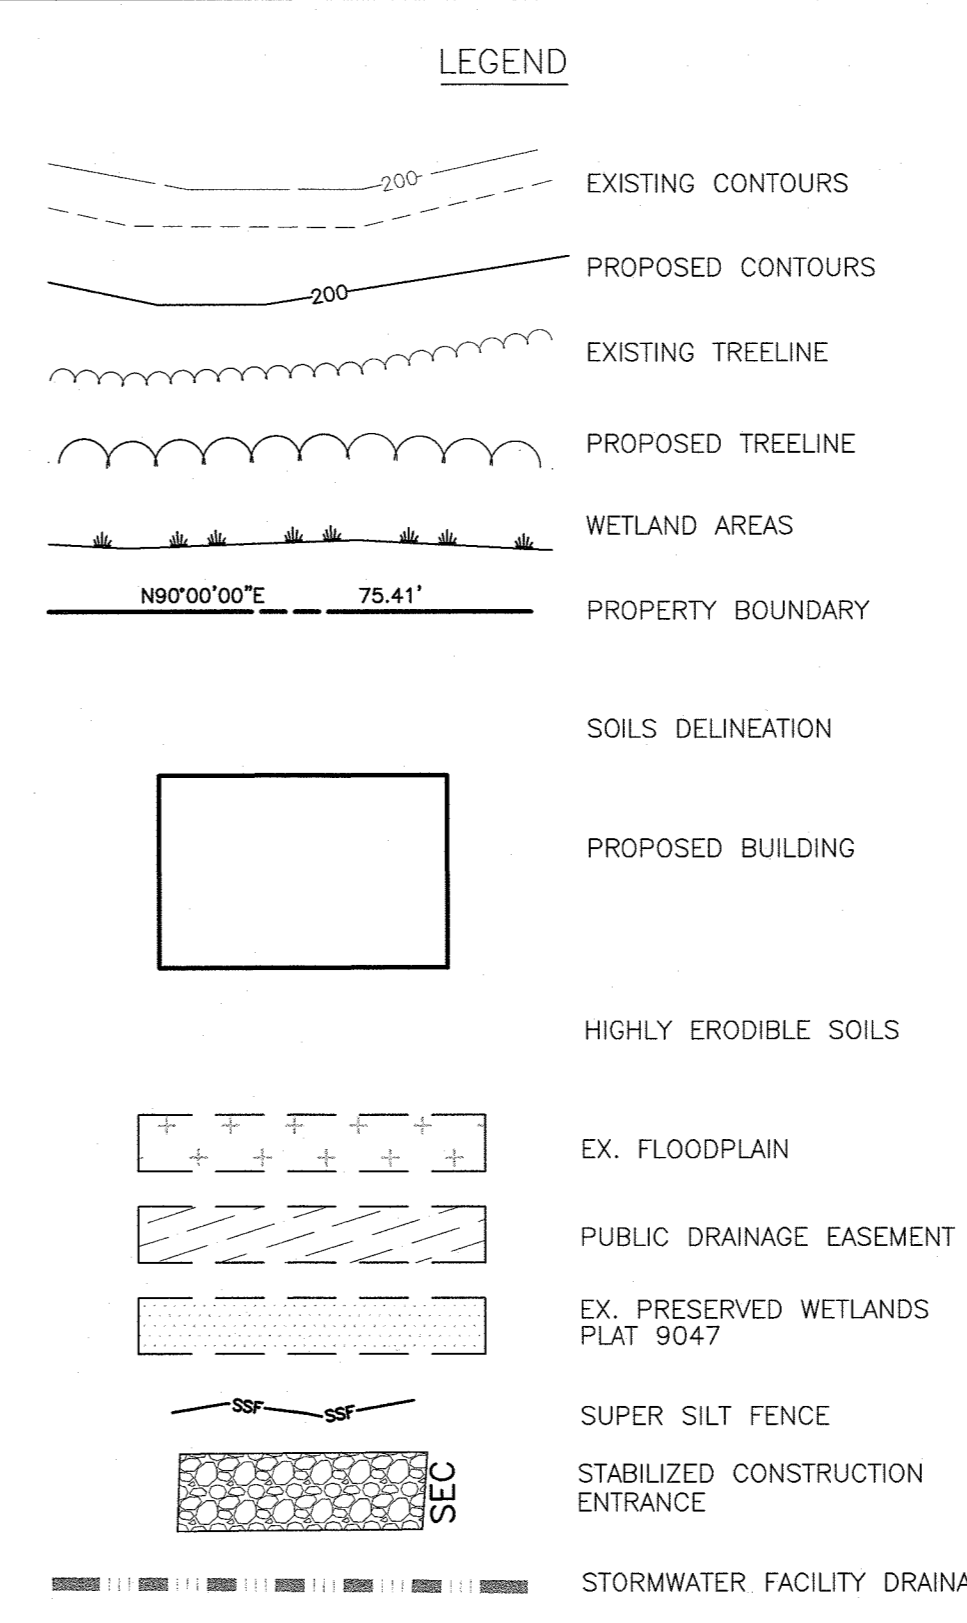 LEGEND
200
EXISTING CONTOURS
200
PROPOSED CONTOURS
EXISTING TREELINE
PROPOSED TREELINE
WETLAND AREAS
N90°00'00"E 75.41'
PROPERTY BOUNDARY
SOILS DELINEATION
PROPOSED BUILDING
HIGHLY ERODIBLE SOILS
EX. FLOODPLAIN
PUBLIC DRAINAGE EASEMENT
EX. PRESERVED WETLANDS
PLAT 9047
SSF SSF
SUPER SILT FENCE
SEC
STABILIZED CONSTRUCTION
ENTRANCE
STORMWATER FACILITY DRAINA